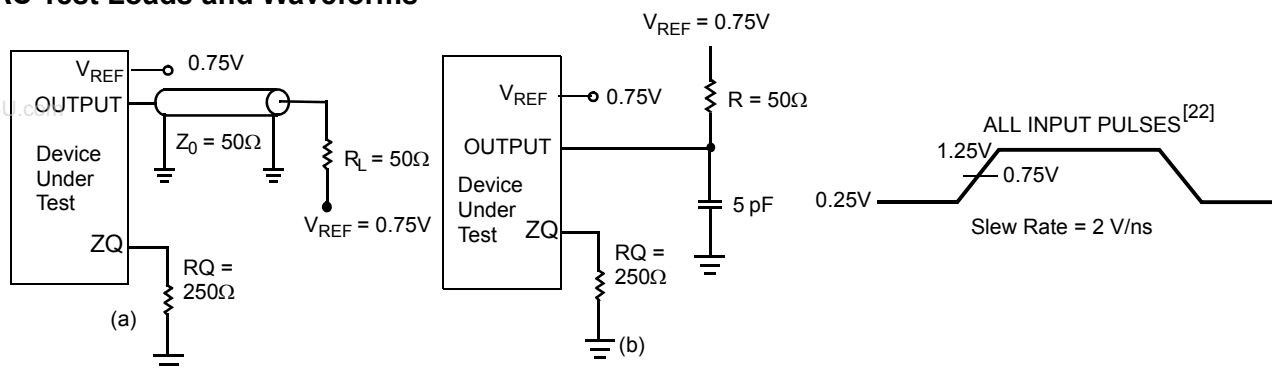 AC Test Loads and Waveforms
VREF
0.75V
U.com
OUTPUT
Z0 = 50Ω
Device
Under
Test
RL = 50Ω
VREF = 0.75V
ZQ
RQ =
250Ω
(a)
VREF = 0.75V
VREF
0.75V
R = 50Ω
OUTPUT
Device
Under
Test
ZQ
5 pF
RQ =
250Ω
(b)
ALL INPUT PULSES[22]
1.25V
0.75V
0.25V
Slew Rate = 2 V/ns